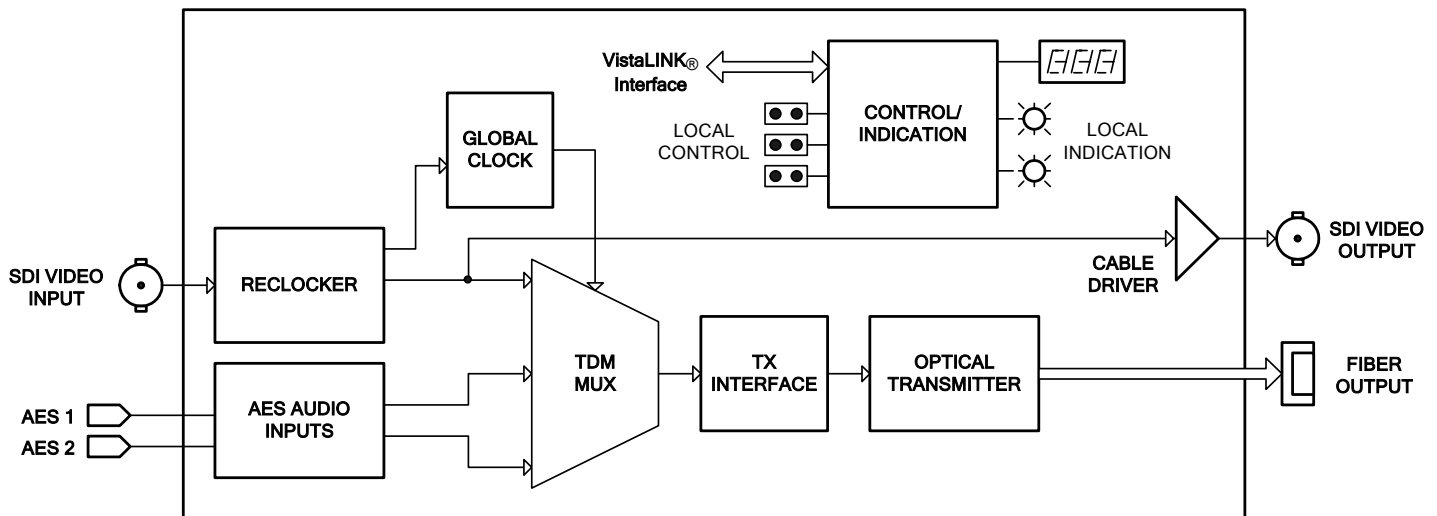 VistaLINK®
Interface
CONTROL/
INDICATION
LOCAL
CONTROL
LOCAL
INDICATION
GLOBAL
CLOCK
SDI VIDEO
INPUT
RECLOCKER
CABLE
DRIVER
SDI VIDEO
OUTPUT
TDM
MUX
TX
INTERFACE
OPTICAL
TRANSMITTER
FIBER
OUTPUT
AES 1
AES 2
AES AUDIO
INPUTS